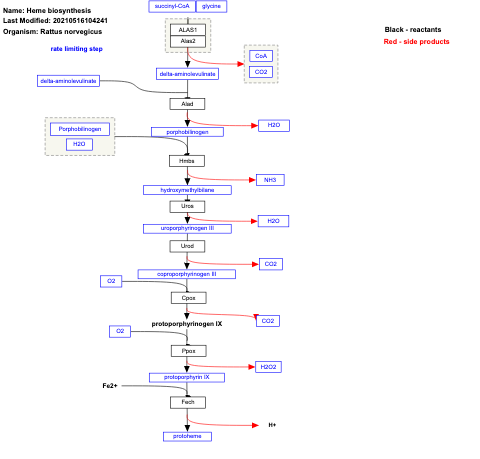 Name: Heme biosynthesis
Last Modified: 20210516104241
Organism: Rattus norvegicus
succinyl-CoA
glycine
Black - reactants
Red - side products
rate limiting step
ALAS1
Alas2
CoA
CO2
delta-aminolevulinate
delta-aminolevulinate
Alad
Porphobilinogen
H2O
H2O
porphobilinogen
Hmbs
NH3
hydroxymethylbilane
Uros
H2O
uroporphyrinogen III
Urod
CO2
coproporphyrinogen III
O2
Cpox
CO2
protoporphyrinogen IX
O2
Ppox
H2O2
protoporphyrin IX
Fe2+
Fech
H+
protoheme